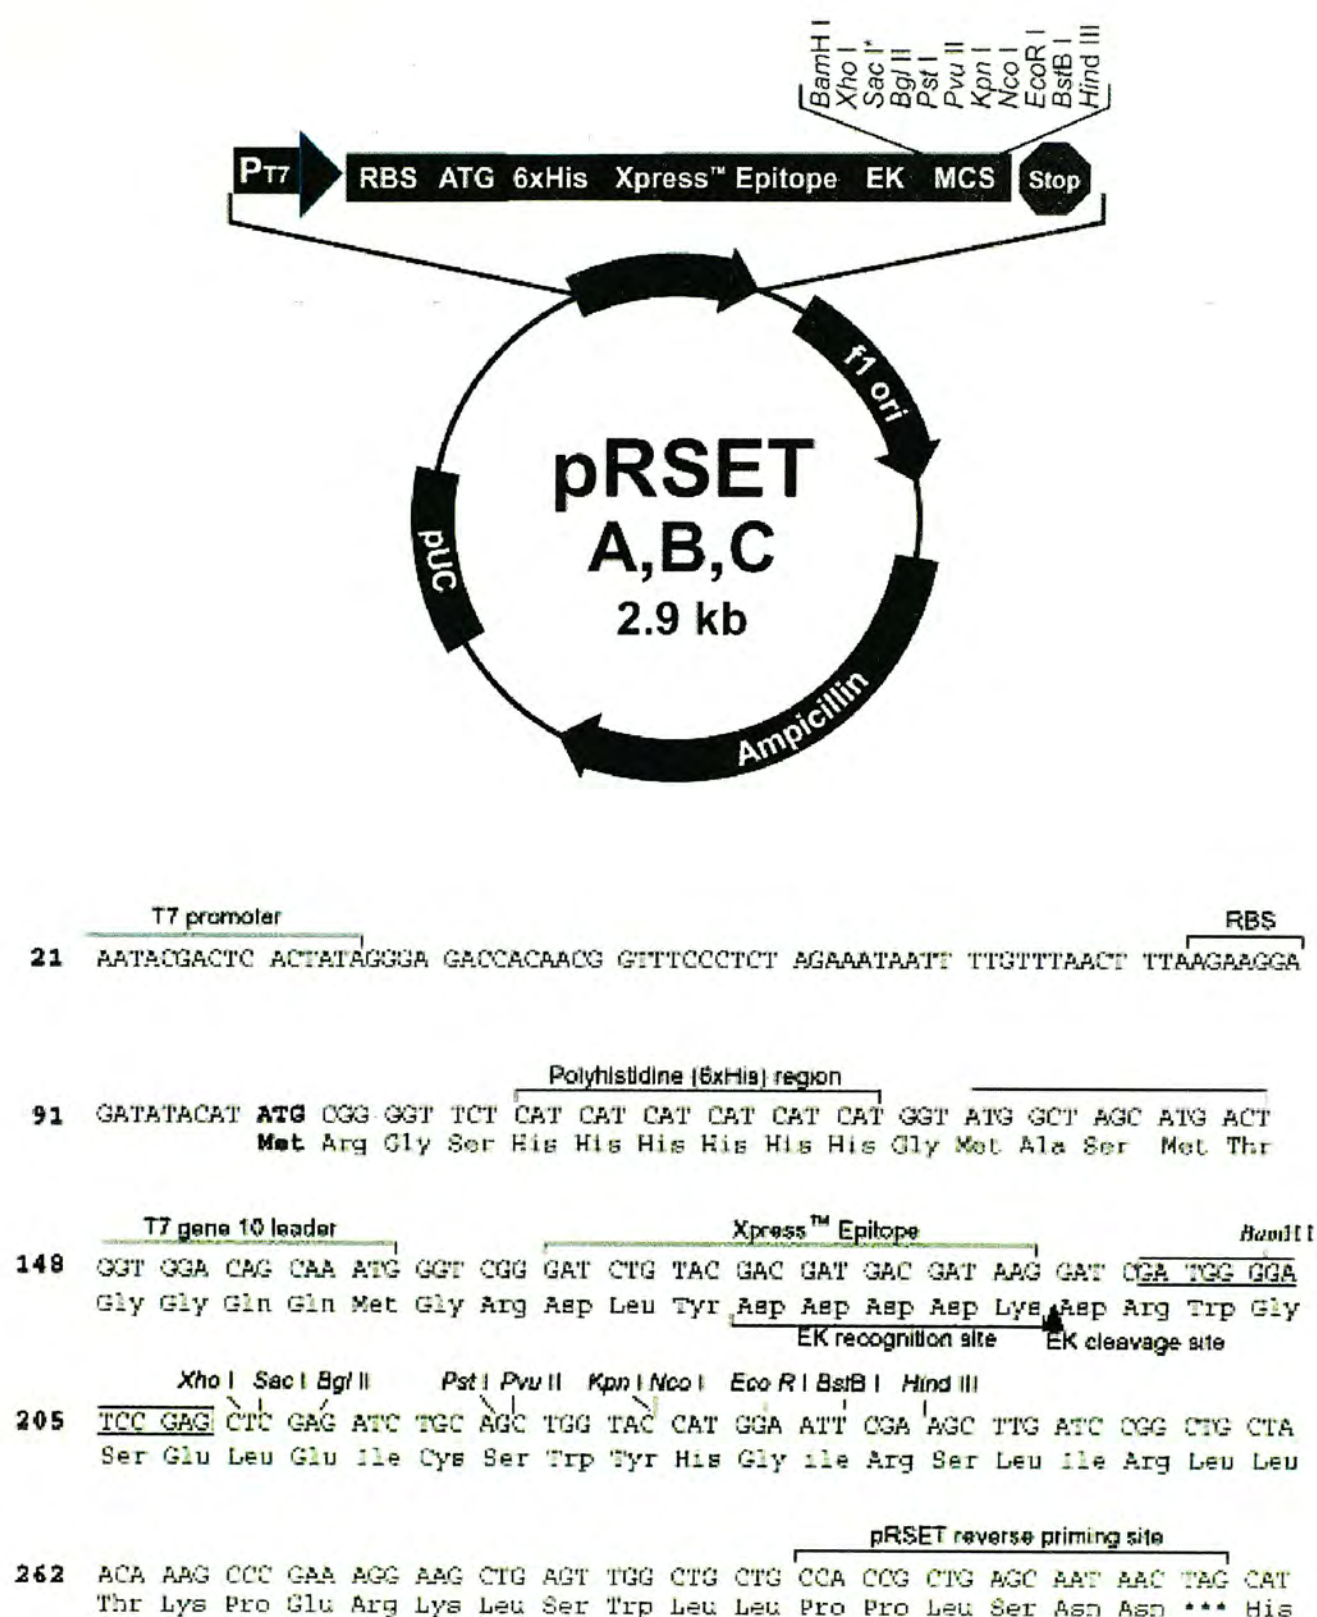 BamH I
Xho I
Sac I*
Bgl II
Pst I
Pvu II
Kpn I
Nco I
EcoR I
BstB I
Hind III
PT7 RBS ATG 6xHis Xpress™ Epitope EK MCS Stop
f1 ori
pRSET
A,B,C
2.9 kb
pUC
Ampicillin
T7 promoter RBS
21 AATACGACTC ACTATAGGGA GACCACAACG GTTTCCCTCT AGAAATAATT TTGTTTAACT TTAAGAAGGA
Polyhistidine (6xHis) region
91 GATATACAT ATG CGG GGT TCT CAT CAT CAT CAT CAT CAT GGT ATG GCT AGC ATG ACT
Met Arg Gly Ser His His His His His His Gly Met Ala Ser Met Thr
T7 gene 10 leader Xpress™ Epitope BamHI
148 GGT GGA CAG CAA ATG GGT CGG GAT CTG TAC GAC GAT GAC GAT AAG GAT CGA TGG GGA
Gly Gly Gln Gln Met Gly Arg Asp Leu Tyr Asp Asp Asp Asp Lys Asp Arg Trp Gly
EK recognition site EK cleavage site
Xho I Sac I Bgl II Pst I Pvu II Kpn I Nco I Eco R I BstB I Hind III
205 TCC GAG CTC GAG ATC TGC AGC TGG TAC CAT GGA ATT CGA AGC TTG ATC CGG CTG CTA
Ser Glu Leu Glu Ile Cys Ser Trp Tyr His Gly ile Arg Ser Leu Ile Arg Leu Leu
pRSET reverse priming site
262 ACA AAG CCC GAA AGG AAG CTG AGT TGG CTG CTG CCA CCG CTG AGC AAT AAC TAG CAT
Thr Lys Pro Glu Arg Lys Leu Ser Trp Leu Leu Pro Pro Leu Ser Asn Asn *** His